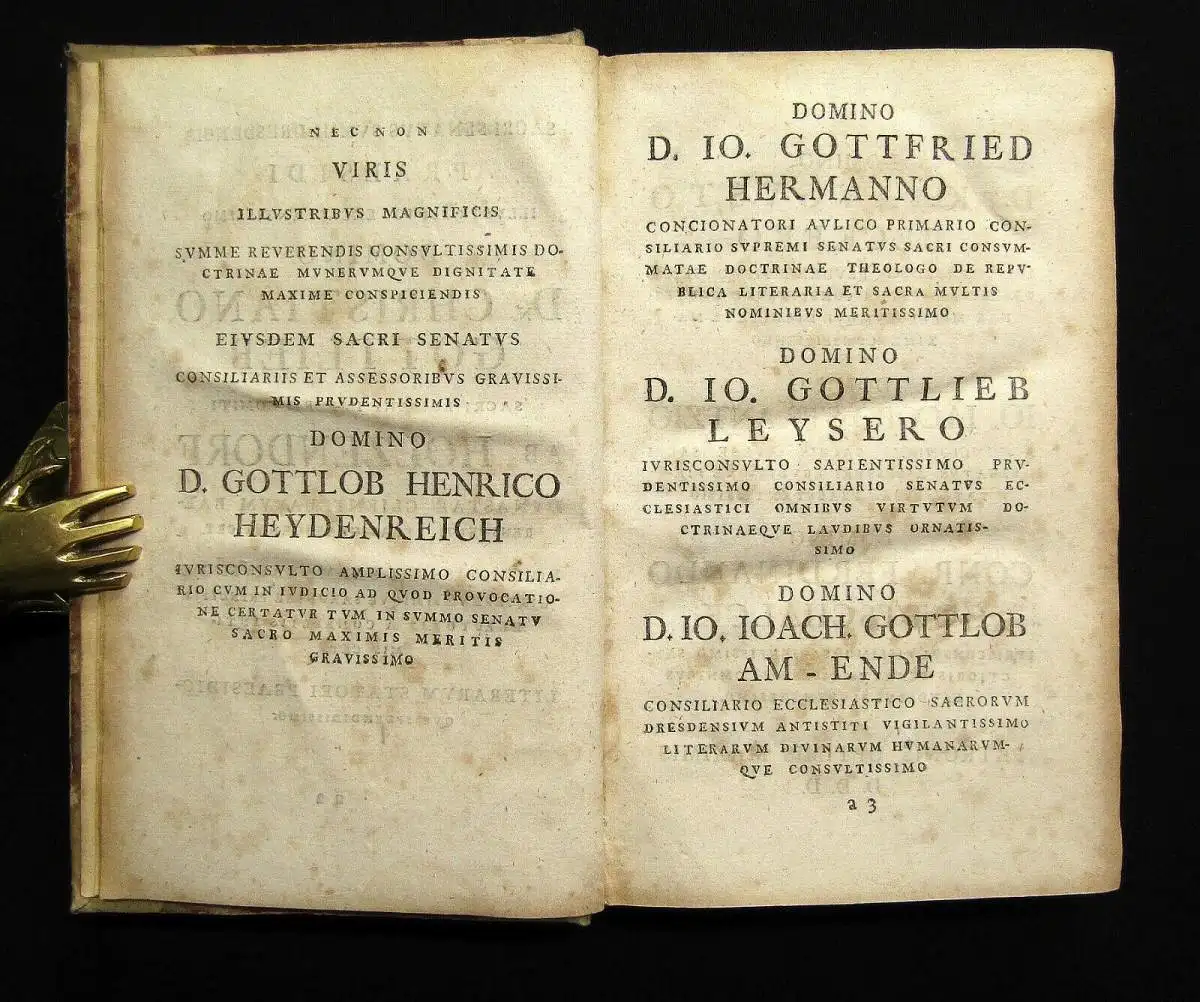 NEC NON
VIRIS
ILLVSTRIBVS MAGNIFICIS
SVMME REVERENDIS CONSVLTISSIMIS DO-
CTRINAE MVNERVMQVE DIGNITATE
MAXIME CONSPICIENDIS
EIVSDEM SACRI SENATVS
CONSILIARIIS ET ASSESSORIBVS GRAVISSI-
MIS PRVDENTISSIMIS
DOMINO
D. GOTTLOB HENRICO
HEYDENREICH
IVRISCONSVLTO AMPLISSIMO CONSILIA-
RIO CVM IN IVDICIO AD QVOD PROVOCATIO-
NE CERTATVR TVM IN SVMMO SENATV
SACRO MAXIMIS MERITIS
GRAVISSIMO
DOMINO
D. IO. GOTTFRIED
HERMANNO
CONCIONATORI AVLICO PRIMARIO CON-
SILIARIO SVPREMI SENATVS SACRI CONSVM-
MATAE DOCTRINAE THEOLOGO DE REPV-
BLICA LITERARIA ET SACRA MVLTIS
NOMINIBVS MERITISSIMO
DOMINO
D. IO. GOTTLIEB
LEYSERO
IVRISCONSVLTO SAPIENTISSIMO PRV-
DENTISSIMO CONSILIARIO SENATVS EC-
CLESIASTICI OMNIBVS VIRTVTVM DO-
CTRINAEQVE LAVDIBVS ORNATIS-
SIMO
DOMINO
D. IO. IOACH. GOTTLOB
AM - ENDE
CONSILIARIO ECCLESIASTICO SACRORVM
DRESDENSIVM ANTISTITI VIGILANTISSIMO
LITERARVM DIVINARVM HVMANARVM-
QVE CONSVLTISSIMO
a 3